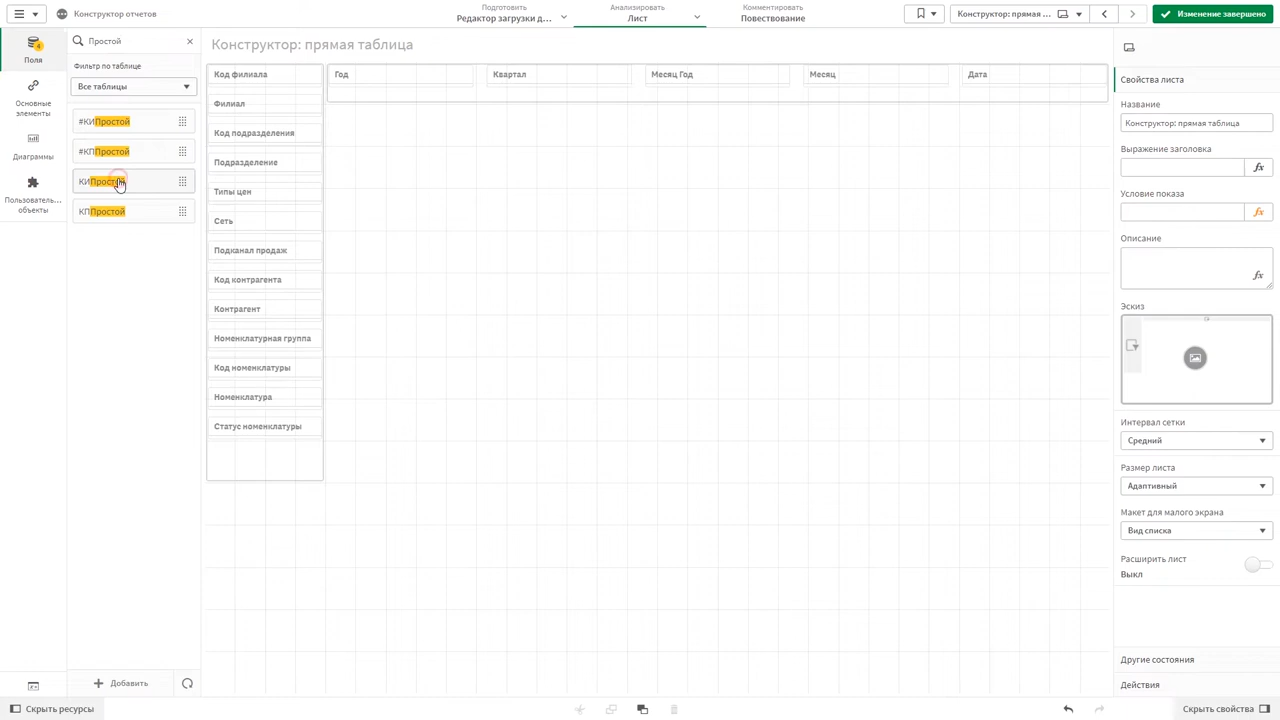 Конструктор отчетов
Подготовить
Редактор загрузки д...
Анализировать
Лист
Комментировать
Повествование
Конструктор: прямая ...
Изменение завершено
4
Поля
Основные
элементы
Диаграммы
Пользователь...
объекты
Простой
Фильтр по таблице
Все таблицы
#КИПростой
#КППростой
КИПростой
КППростой
Добавить
Скрыть ресурсы
Конструктор: прямая таблица
Код филиала
Филиал
Код подразделения
Подразделение
Типы цен
Сеть
Подканал продаж
Код контрагента
Контрагент
Номенклатурная группа
Код номенклатуры
Номенклатура
Статус номенклатуры
Год
Квартал
Месяц Год
Месяц
Дата
Свойства листа
Название
Конструктор: прямая таблица
Выражение заголовка
fx
Условие показа
fx
Описание
fx
Эскиз
Интервал сетки
Средний
Размер листа
Адаптивный
Макет для малого экрана
Вид списка
Расширить лист
Выкл
Другие состояния
Действия
Скрыть свойства